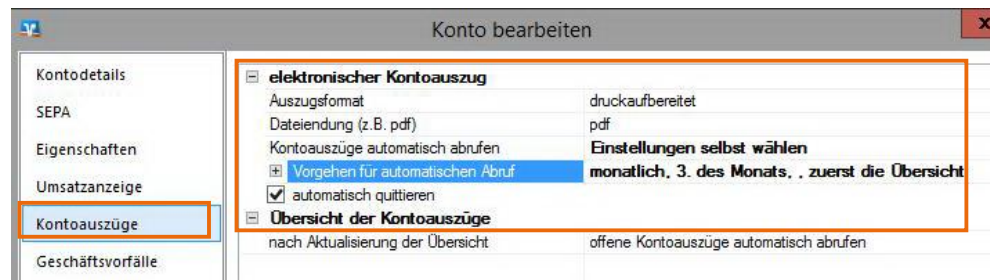 Konto bearbeiten
x
Kontodetails
SEPA
Eigenschaften
Umsatzanzeige
Kontoauszüge
Geschäftsvorfälle
elektronischer Kontoauszug
Auszugsformat druckaufbereitet
Dateiendung (z.B. pdf) pdf
Kontoauszüge automatisch abrufen Einstellungen selbst wählen
Vorgehen für automatischen Abruf monatlich, 3. des Monats, , zuerst die Übersicht
automatisch quittieren
Übersicht der Kontoauszüge
nach Aktualisierung der Übersicht offene Kontoauszüge automatisch abrufen